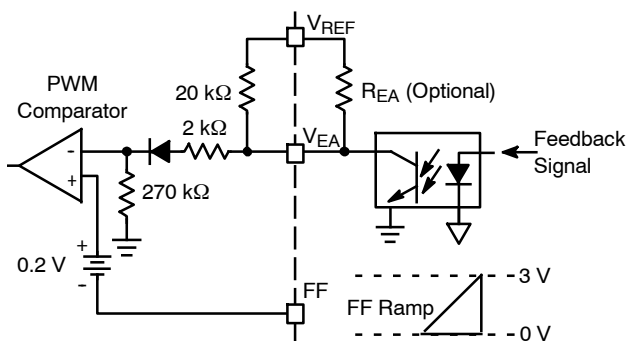 V_REF
PWM
Comparator
20 kΩ
R_EA (Optional)
2 kΩ
V_EA
Feedback
Signal
-
+
270 kΩ
+
0.2 V
-
FF
FF Ramp
3 V
0 V